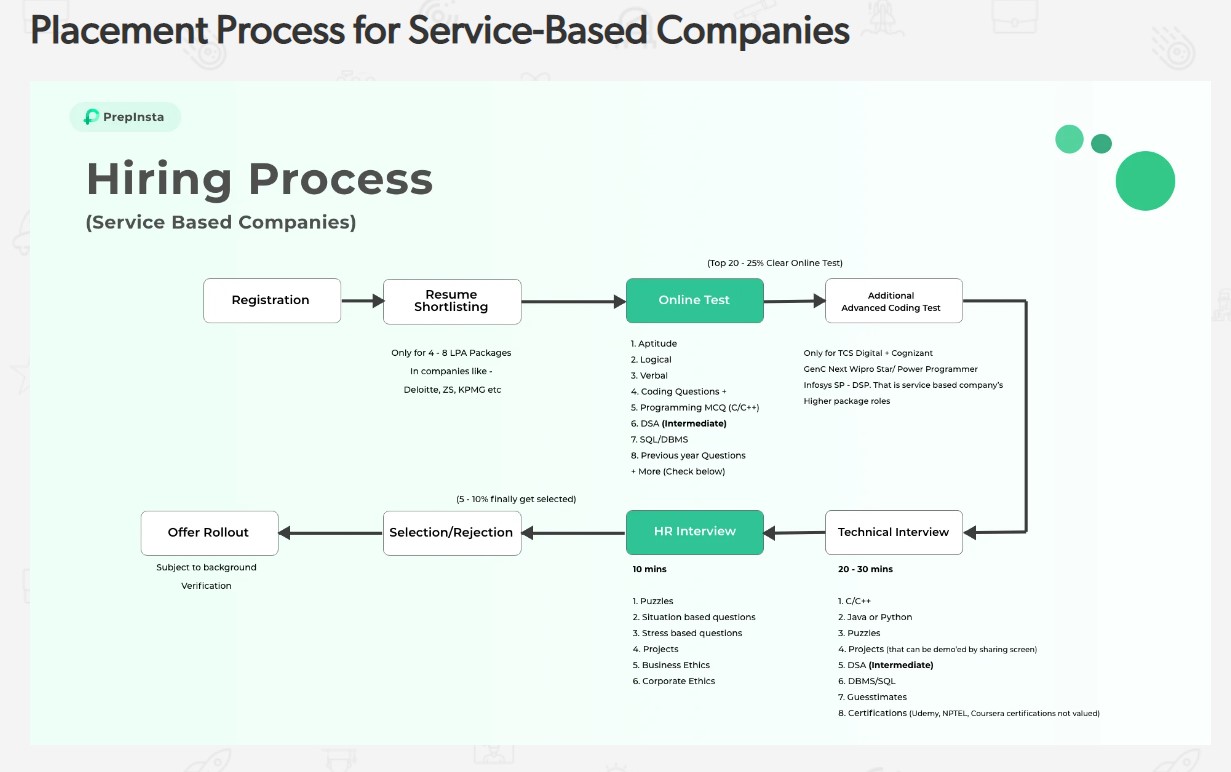 Placement Process for Service-Based Companies
PrepInsta
Hiring Process
(Service Based Companies)
(Top 20 - 25% Clear Online Test)
Registration
Resume
Shortlisting
Online Test
Additional
Advanced Coding Test
Only for 4 - 8 LPA Packages
In companies like -
Deloitte, ZS, KPMG etc
1. Aptitude
2. Logical
3. Verbal
4. Coding Questions +
5. Programming MCQ (C/C++)
6. DSA (Intermediate)
7. SQL/DBMS
8. Previous year Questions
+ More (Check below)
Only for TCS Digital + Cognizant
GenC Next Wipro Star/ Power Programmer
Infosys SP - DSP. That is service based company's
Higher package roles
(5 - 10% finally get selected)
Offer Rollout
Selection/Rejection
HR Interview
Technical Interview
Subject to background
Verification
10 mins
1. Puzzles
2. Situation based questions
3. Stress based questions
4. Projects
5. Business Ethics
6. Corporate Ethics
20 - 30 mins
1. C/C++
2. Java or Python
3. Puzzles
4. Projects (that can be demo'ed by sharing screen)
5. DSA (Intermediate)
6. DBMS/SQL
7. Guesstimates
8. Certifications (Udemy, NPTEL, Coursera certifications not valued)